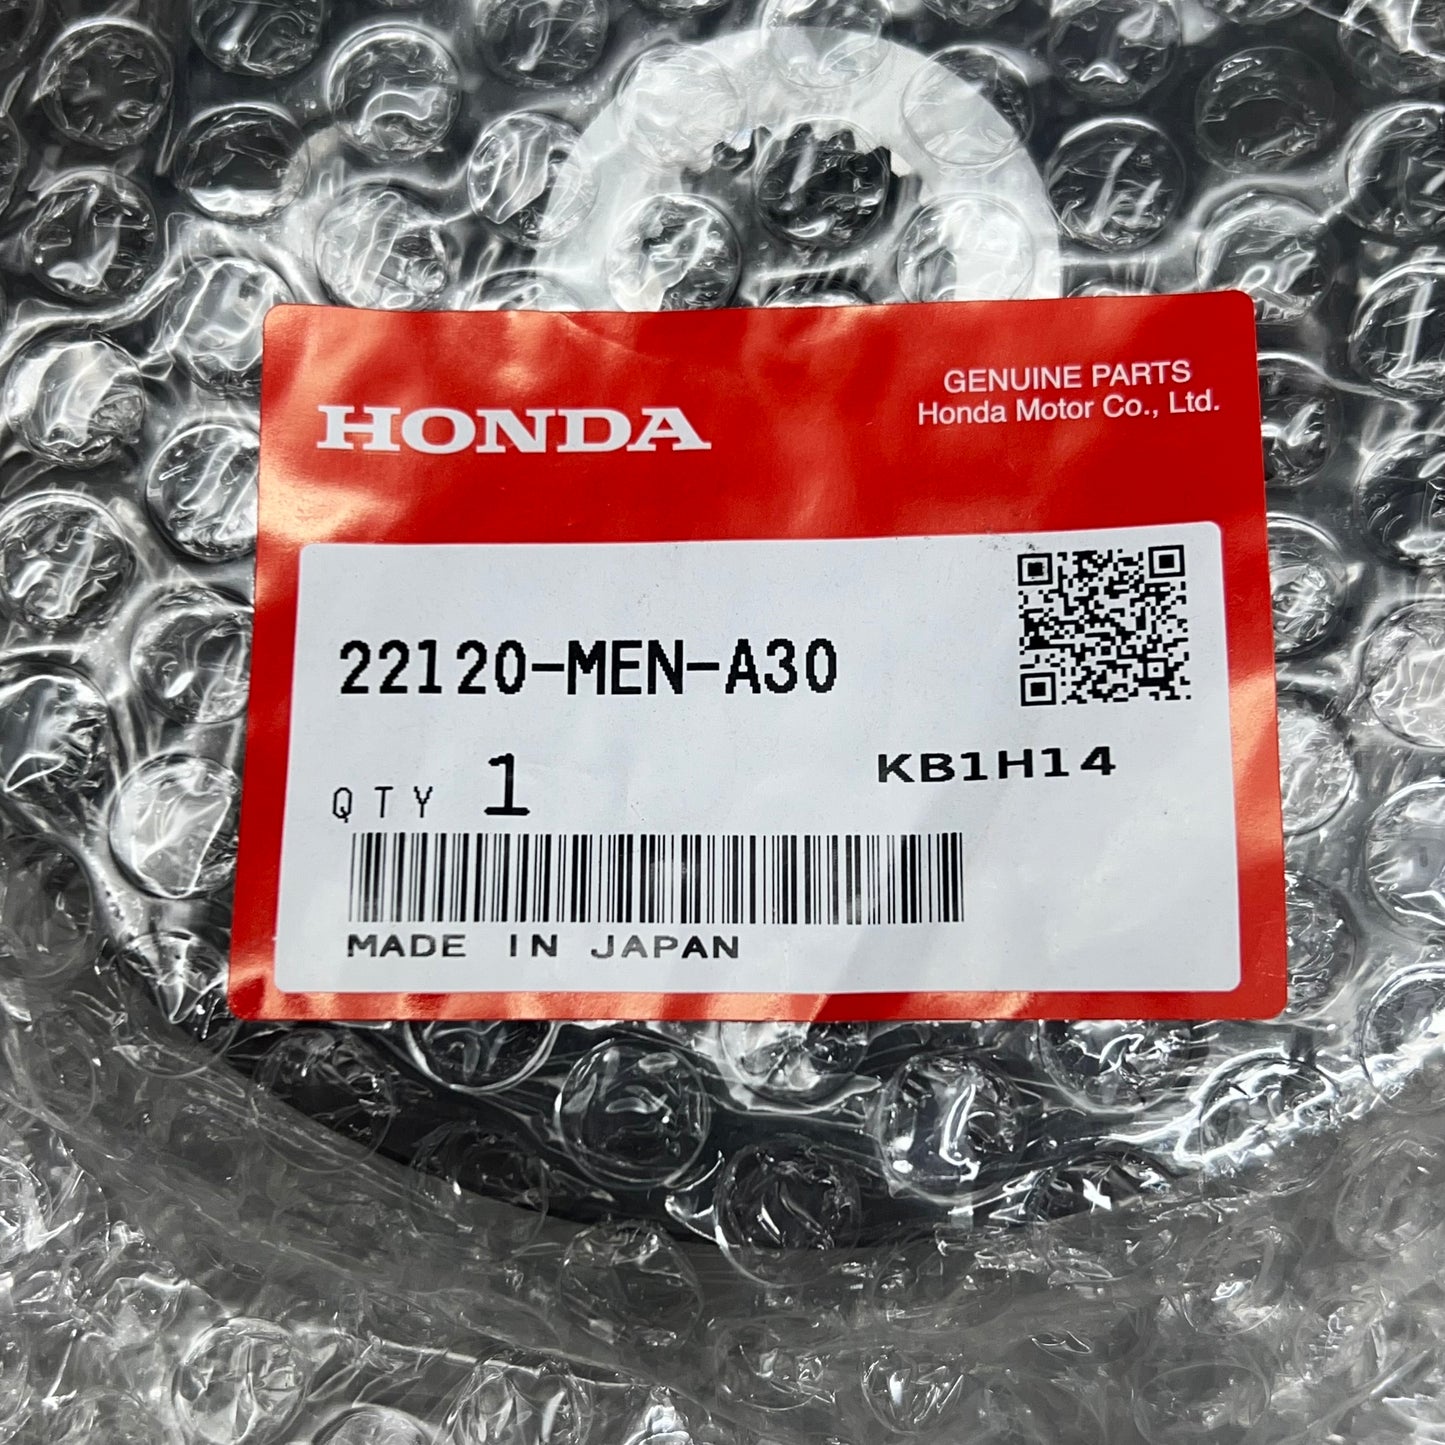 HONDA
GENUINE PARTS
Honda Motor Co., Ltd.
22120-MEN-A30
QTY 1
KB1H14
MADE IN JAPAN